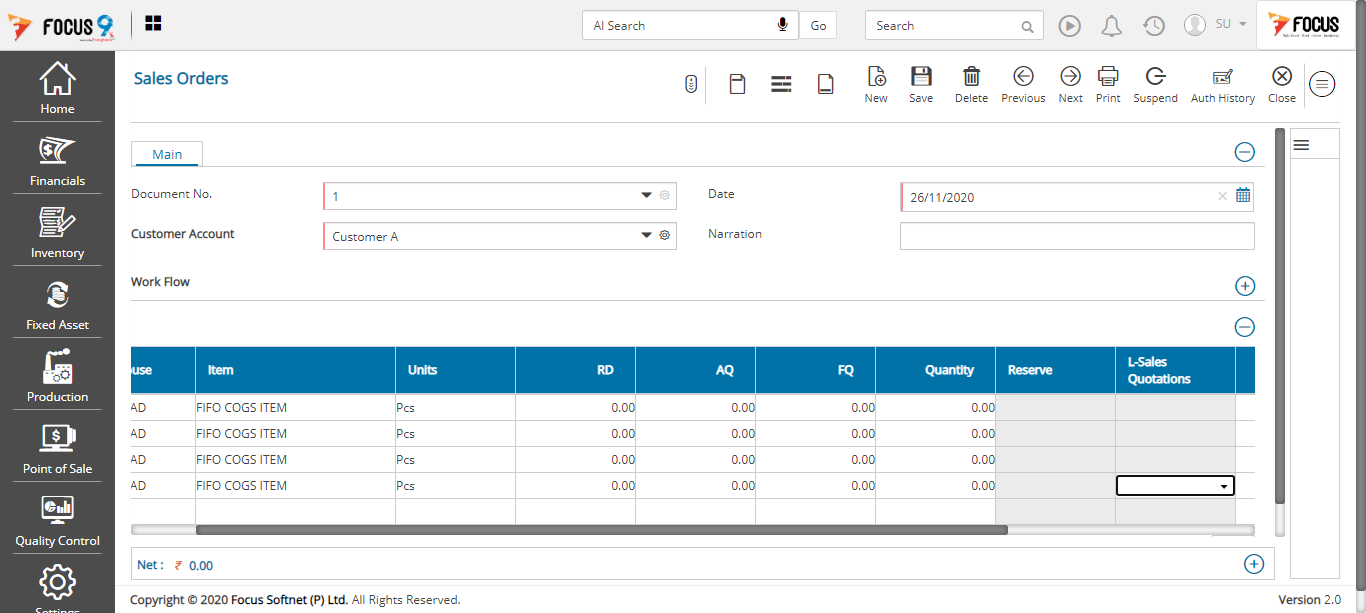 FOCUS 9
AI Search
Go
Search
SU
FOCUS
Sales Orders
New
Save
Delete
Previous
Next
Print
Suspend
Auth History
Close
Home
Financials
Inventory
Fixed Asset
Production
Point of Sale
Quality Control
Settings
Main
Document No.
1
Date
26/11/2020
Customer Account
Customer A
Narration
Work Flow
use Item Units RD AQ FQ Quantity Reserve L-Sales
Quotations
AD FIFO COGS ITEM Pcs 0.00 0.00 0.00 0.00
AD FIFO COGS ITEM Pcs 0.00 0.00 0.00 0.00
AD FIFO COGS ITEM Pcs 0.00 0.00 0.00 0.00
AD FIFO COGS ITEM Pcs 0.00 0.00 0.00 0.00
Net : ₹ 0.00
Copyright © 2020 Focus Softnet (P) Ltd. All Rights Reserved.
Version 2.0